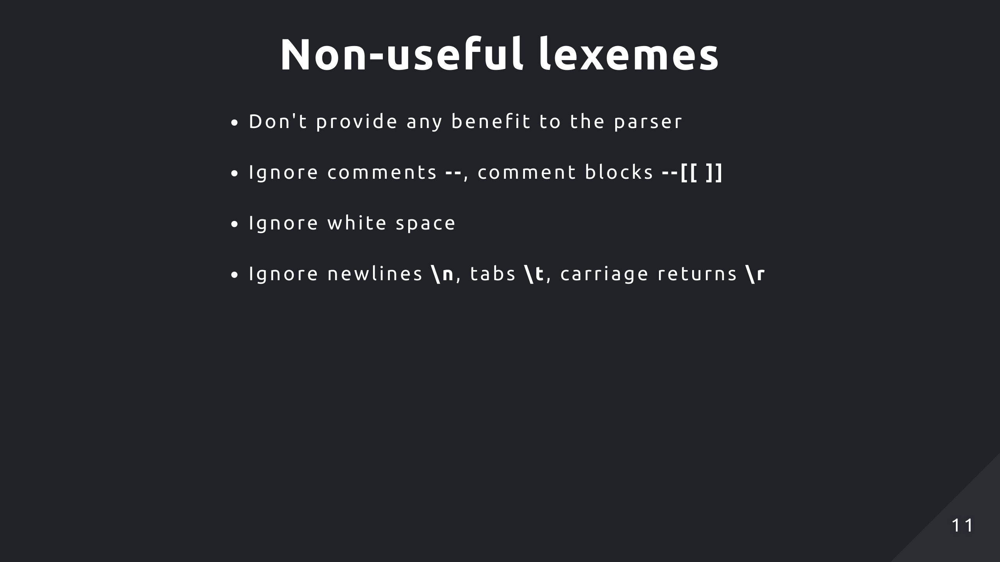 Non-useful lexemes
• Don't provide any benefit to the parser
• Ignore comments --, comment blocks --[[ ]]
• Ignore white space
• Ignore newlines \n, tabs \t, carriage returns \r
11